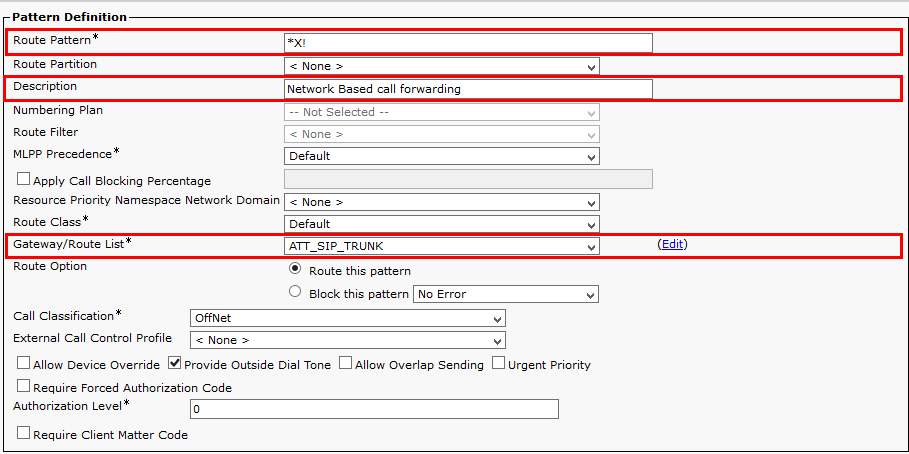 Pattern Definition
Route Pattern* *X!
Route Partition < None >
Description Network Based call forwarding
Numbering Plan -- Not Selected --
Route Filter < None >
MLPP Precedence* Default
Apply Call Blocking Percentage
Resource Priority Namespace Network Domain < None >
Route Class* Default
Gateway/Route List* ATT_SIP_TRUNK (Edit)
Route Option Route this pattern
Block this pattern No Error
Call Classification* OffNet
External Call Control Profile < None >
Allow Device Override Provide Outside Dial Tone Allow Overlap Sending Urgent Priority
Require Forced Authorization Code
Authorization Level* 0
Require Client Matter Code